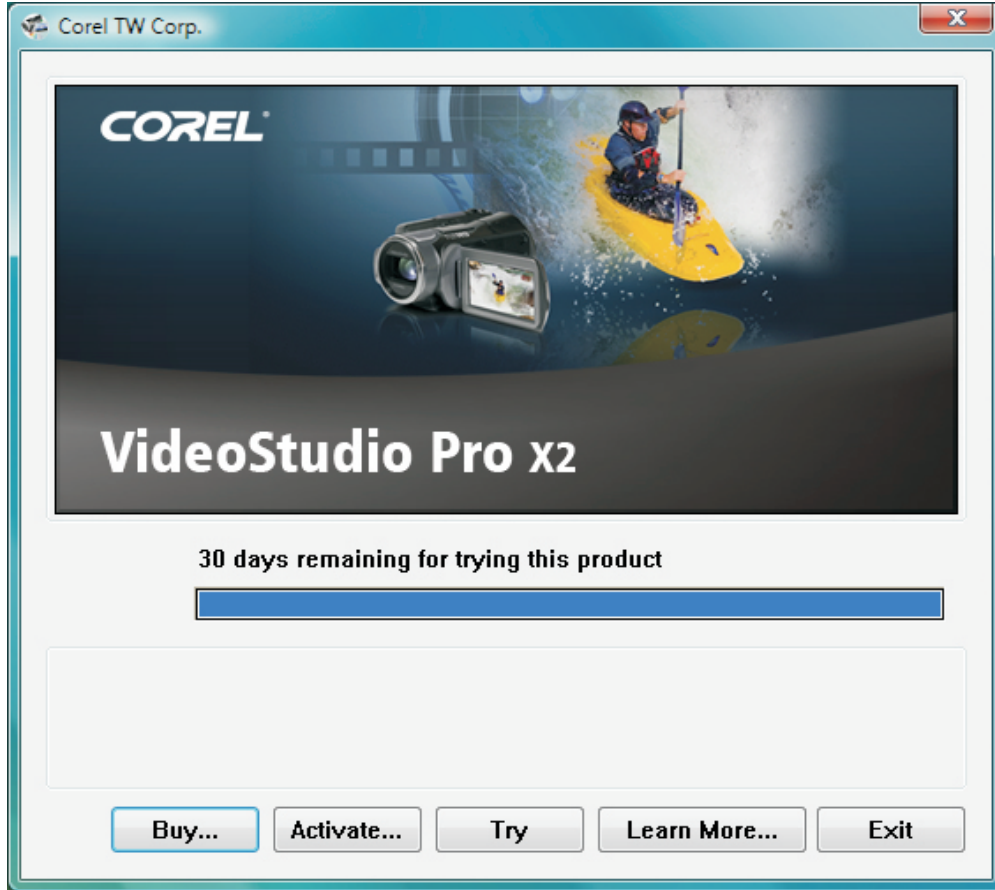 Corel TW Corp.
COREL®
VideoStudio Pro X2
30 days remaining for trying this product
Buy...
Activate...
Try
Learn More...
Exit